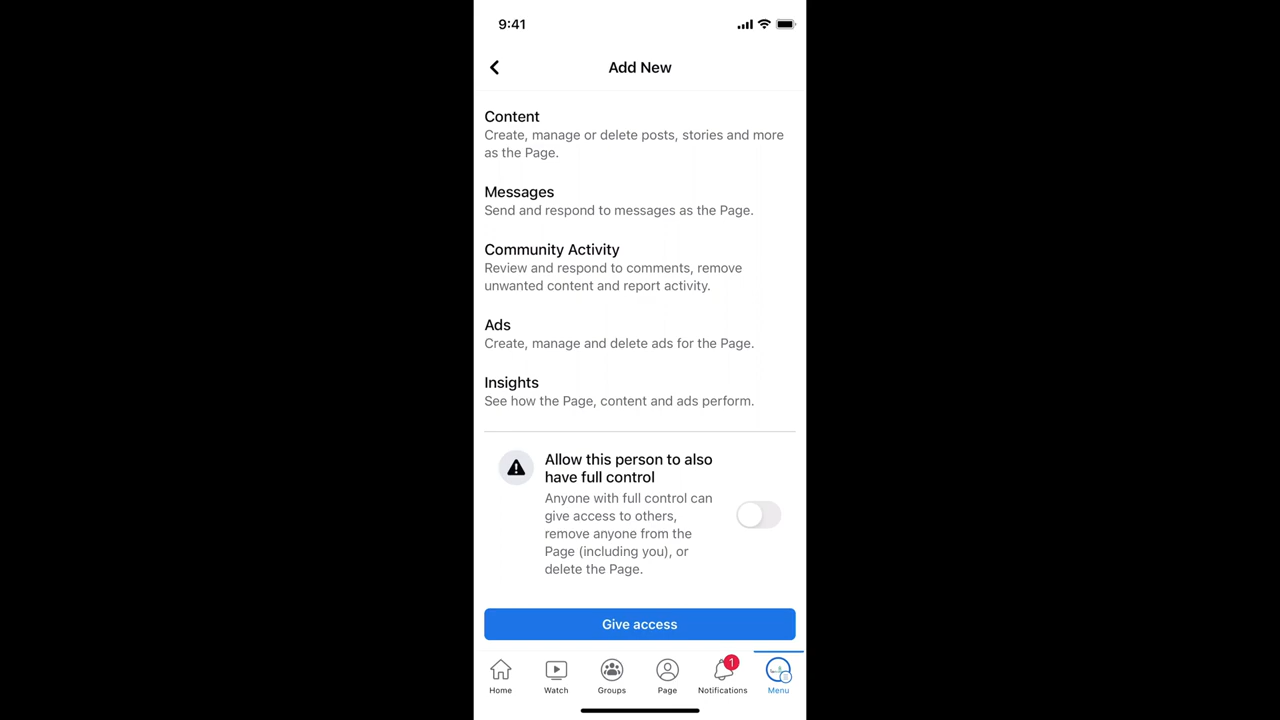 9:41
Add New
Content
Create, manage or delete posts, stories and more
as the Page.
Messages
Send and respond to messages as the Page.
Community Activity
Review and respond to comments, remove
unwanted content and report activity.
Ads
Create, manage and delete ads for the Page.
Insights
See how the Page, content and ads perform.
Allow this person to also
have full control
Anyone with full control can
give access to others,
remove anyone from the
Page (including you), or
delete the Page.
Give access
1
Home Watch Groups Page Notifications Menu